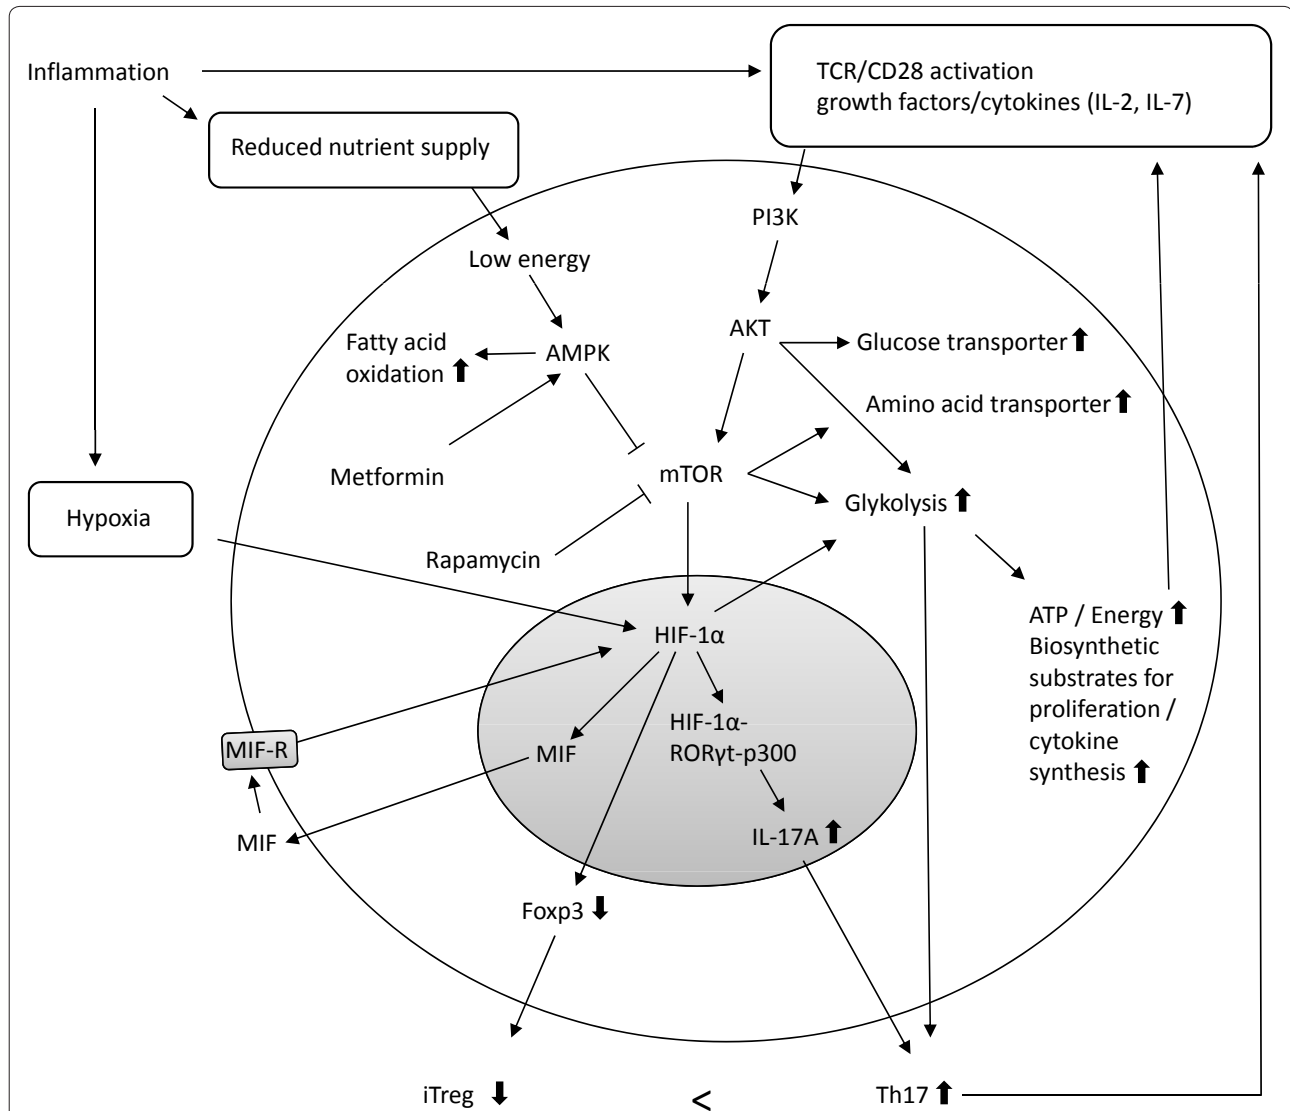 Inflammation
TCR/CD28 activation
growth factors/cytokines (IL-2, IL-7)
Reduced nutrient supply
PI3K
Low energy
AKT
Glucose transporter
Fatty acid
oxidation
AMPK
Amino acid transporter
Metformin
mTOR
Glykolysis
Hypoxia
Rapamycin
HIF-1α
ATP / Energy
Biosynthetic
substrates for
proliferation /
cytokine
synthesis
HIF-1α-
RORγt-p300
MIF-R
MIF
MIF
IL-17A
Foxp3
iTreg
<
Th17